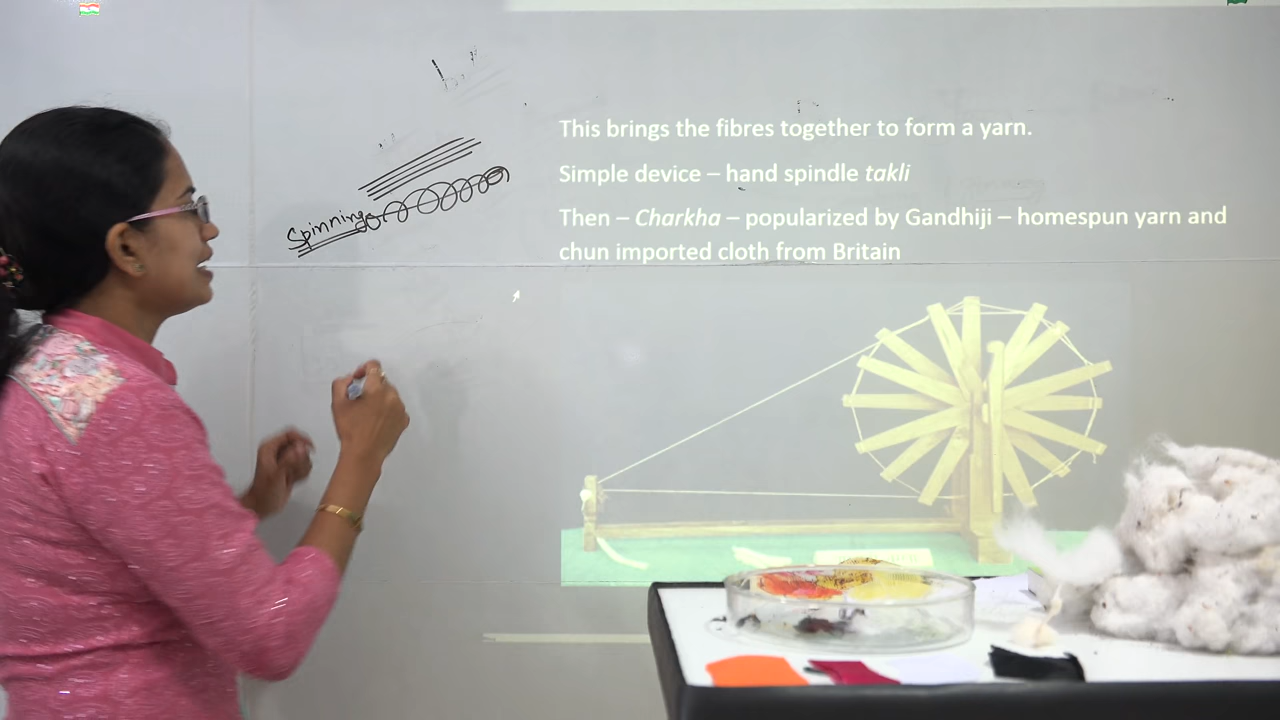 Spinning
This brings the fibres together to form a yarn.
Simple device – hand spindle takli
Then – Charkha – popularized by Gandhiji – homespun yarn and
chun imported cloth from Britain